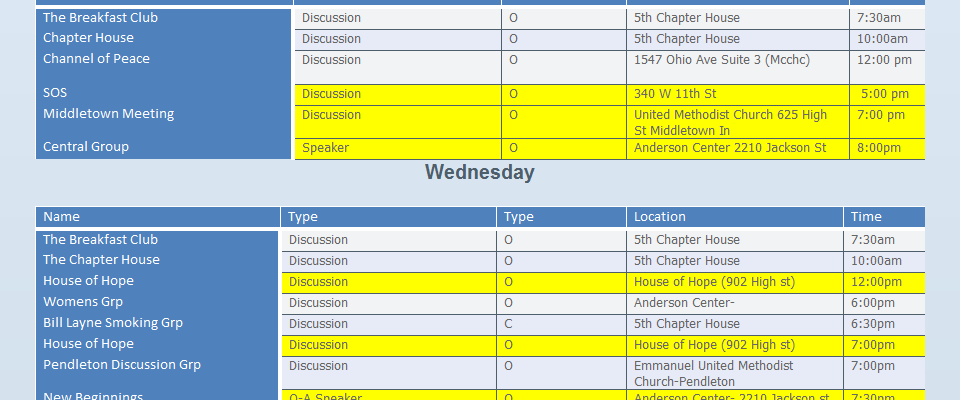 The Breakfast Club Discussion O 5th Chapter House 7:30am
Chapter House Discussion O 5th Chapter House 10:00am
Channel of Peace Discussion O 1547 Ohio Ave Suite 3 (Mcchc) 12:00 pm
SOS Discussion O 340 W 11th St 5:00 pm
Middletown Meeting Discussion O United Methodist Church 625 High 7:00 pm
St Middletown In
Central Group Speaker O Anderson Center 2210 Jackson St 8:00pm
Wednesday
Name Type Type Location Time
The Breakfast Club Discussion O 5th Chapter House 7:30am
The Chapter House Discussion O 5th Chapter House 10:00am
House of Hope Discussion O House of Hope (902 High st) 12:00pm
Womens Grp Discussion O Anderson Center- 6:00pm
Bill Layne Smoking Grp Discussion C 5th Chapter House 6:30pm
House of Hope Discussion O House of Hope (902 High st) 7:00pm
Pendleton Discussion Grp Discussion O Emmanuel United Methodist 7:00pm
Church-Pendleton
New Beginnings O-A Speaker O Anderson Center- 2210 Jackson st 7:30pm